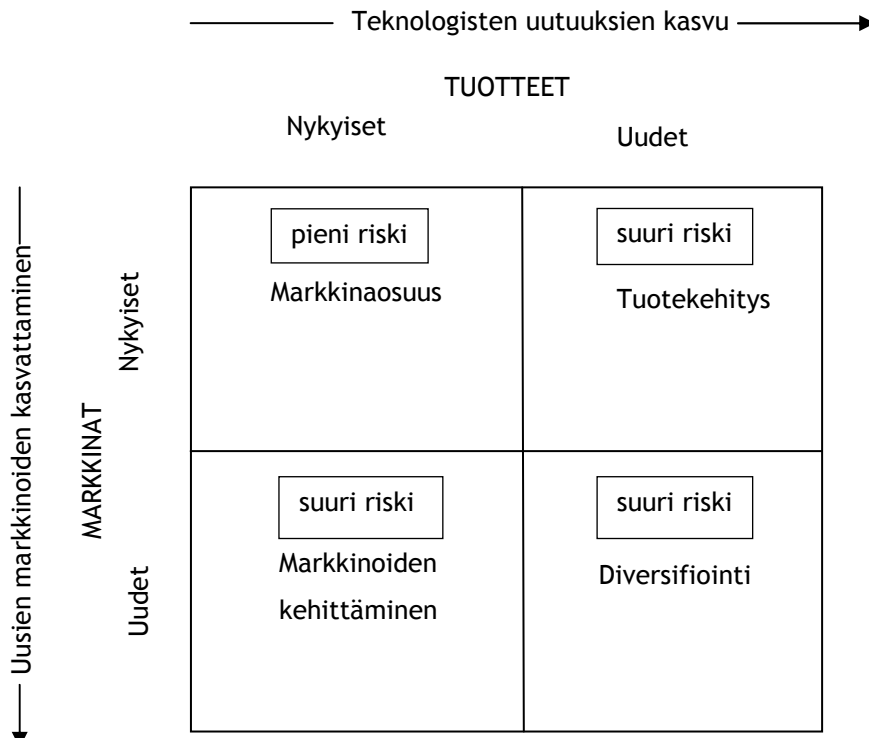 Teknologisten uutuuksien kasvu
TUOTTEET
Nykyiset
Uudet
Uusien markkinoiden kasvattaminen
MARKKINAT
Nykyiset
Uudet
pieni riski
Markkinaosuus
suuri riski
Tuotekehitys
suuri riski
Markkinoiden
kehittäminen
suuri riski
Diversifiointi